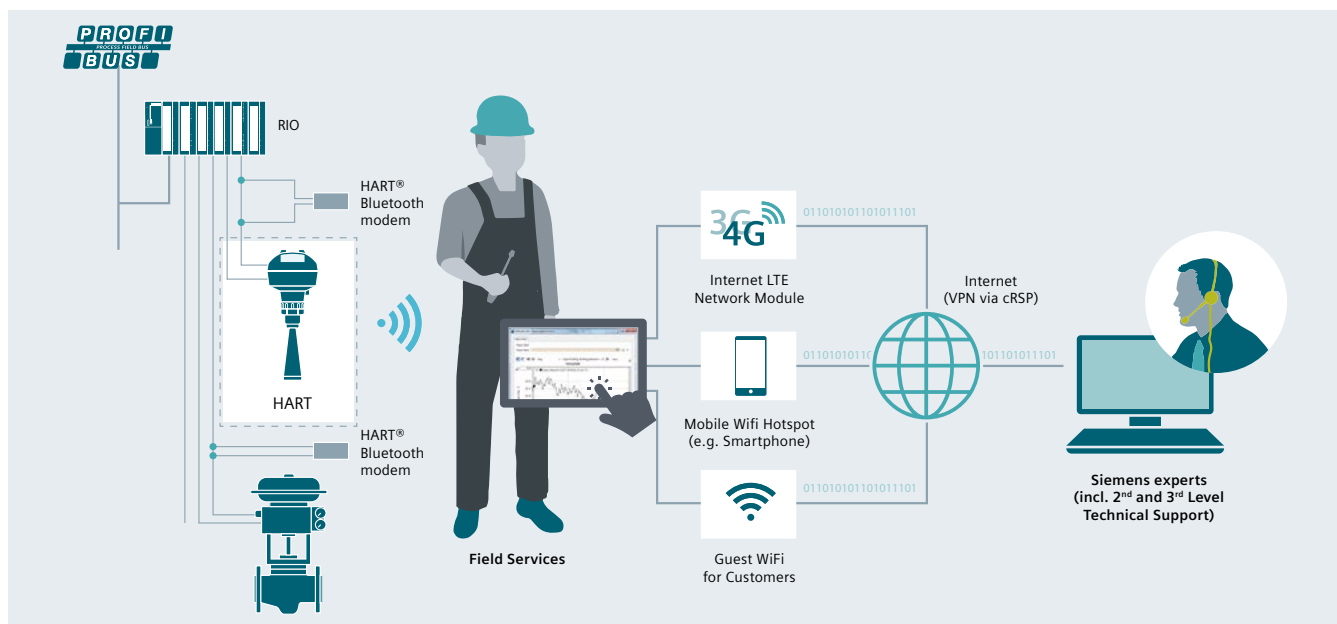 PROFI
PROCESS FIELD BUS
BUS
RIO
HART®
Bluetooth
modem
HART
HART®
Bluetooth
modem
Field Services
3G
4G
011010101101011101
Internet LTE
Network Module
01101010110
Mobile Wifi Hotspot
(e.g. Smartphone)
011010101101011101
Guest WiFi
for Customers
Internet
(VPN via cRSP)
101101011101
Siemens experts
(incl. 2nd and 3rd Level
Technical Support)